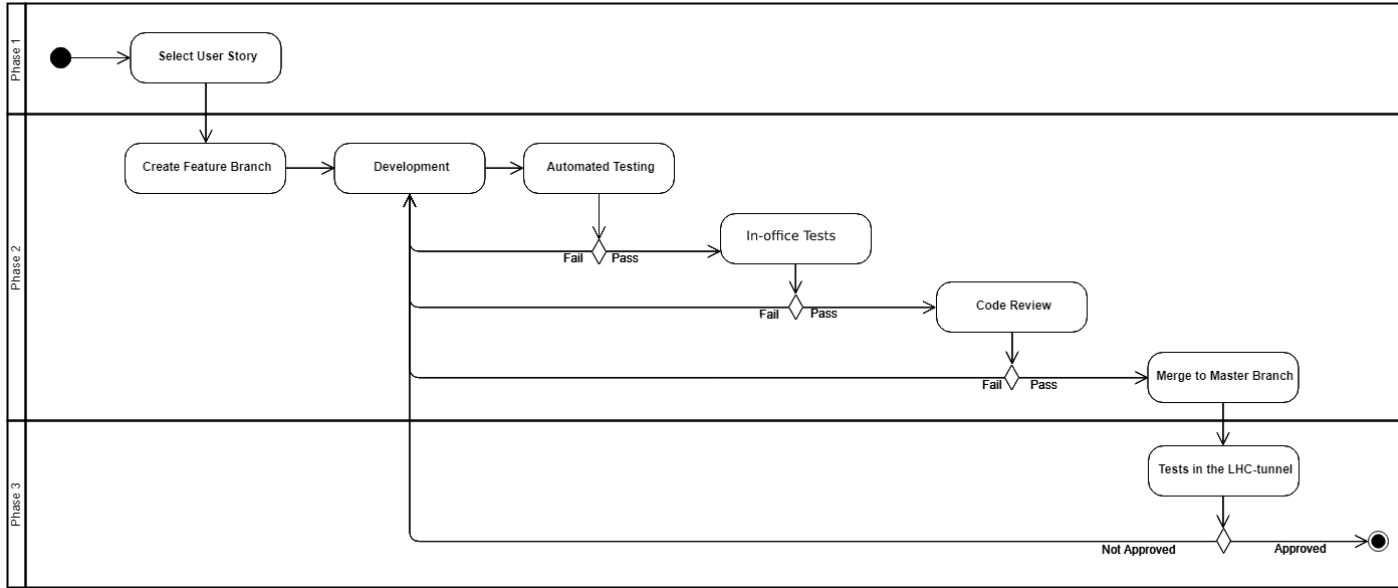 Phase 1
Select User Story
Phase 2
Create Feature Branch
Development
Automated Testing
In-office Tests
Fail
Pass
Code Review
Fail
Pass
Merge to Master Branch
Fail
Pass
Phase 3
Tests in the LHC-tunnel
Not Approved
Approved